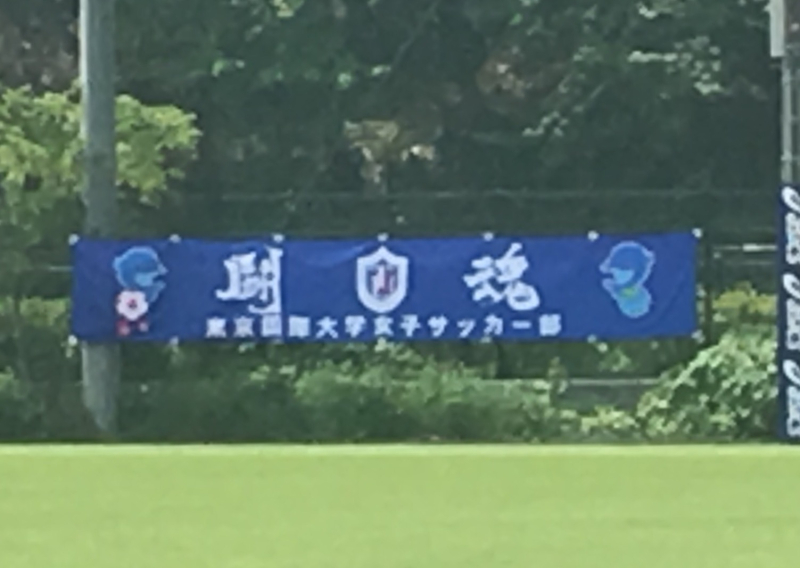 闘 魂
東京国際大学女子サッカー部